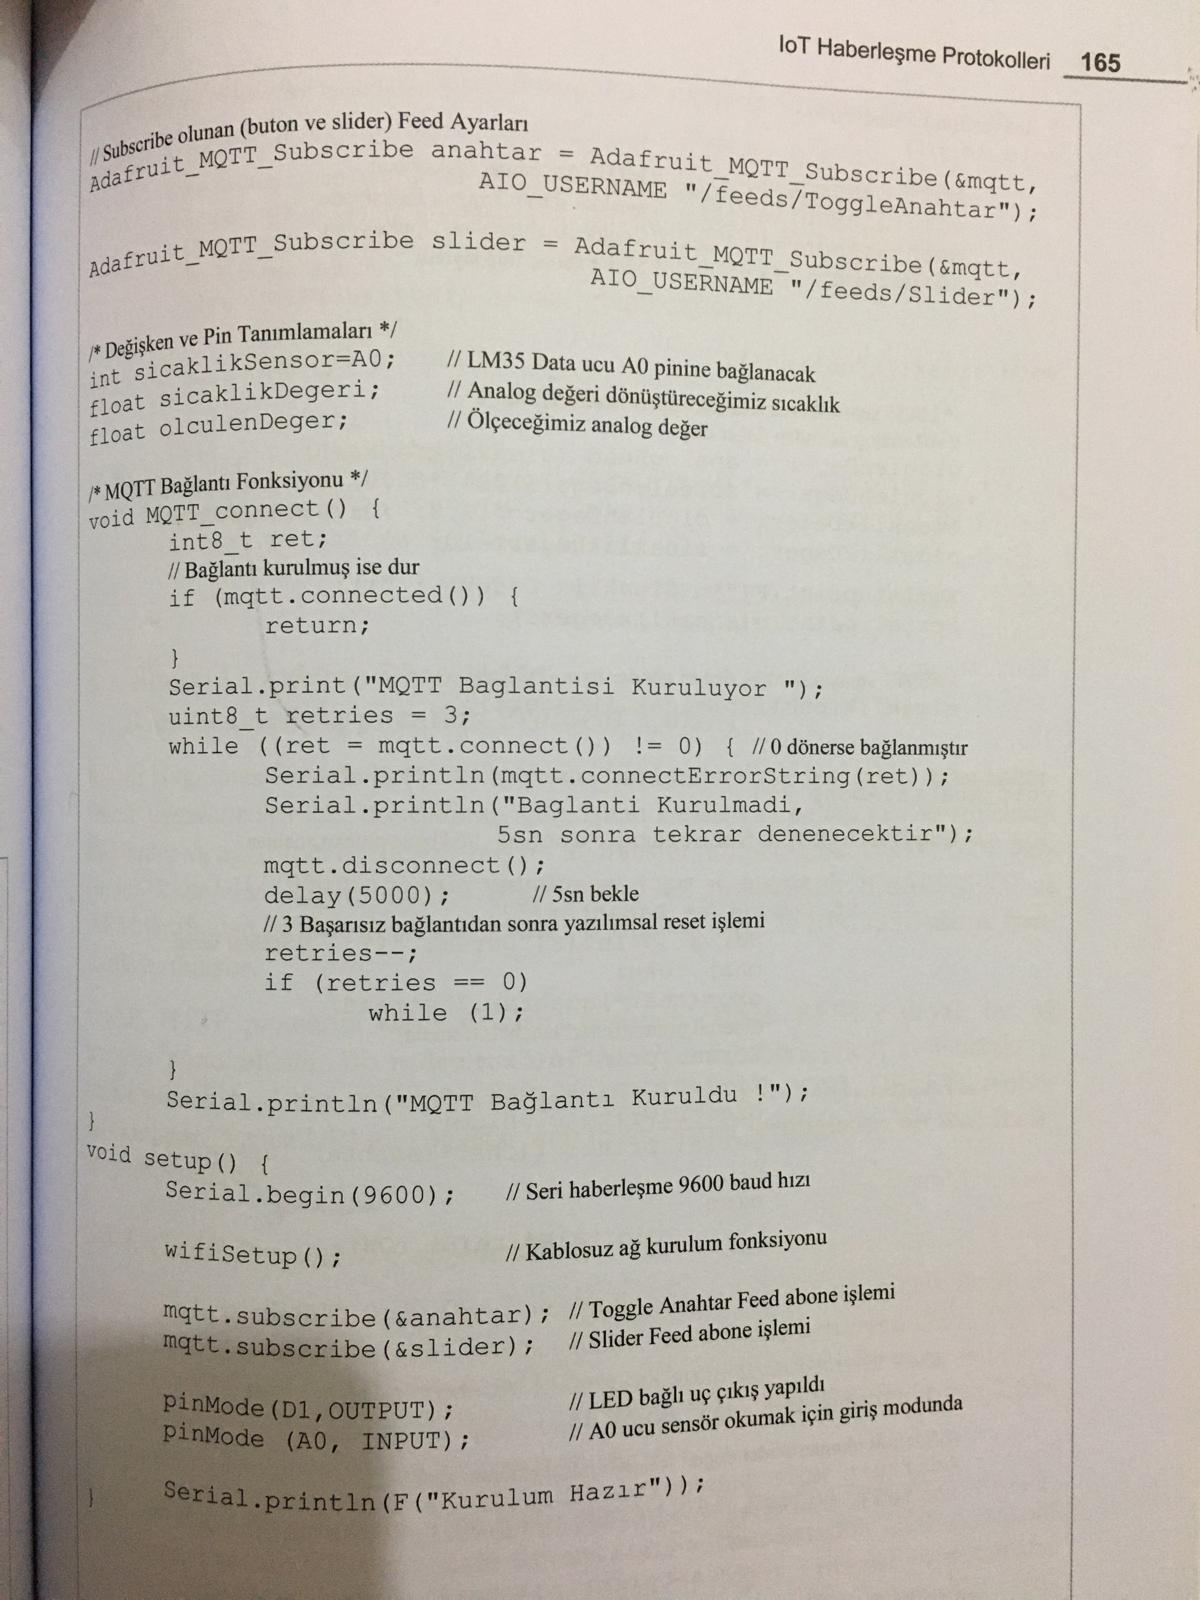 IoT Haberleşme Protokolleri 165
// Subscribe olunan (buton ve slider) Feed Ayarları
Adafruit_MQTT_Subscribe anahtar = Adafruit_MQTT_Subscribe(&mqtt,
AIO_USERNAME "/feeds/ToggleAnahtar");
Adafruit_MQTT_Subscribe slider = Adafruit_MQTT_Subscribe(&mqtt,
AIO_USERNAME "/feeds/Slider");
/* Değişken ve Pin Tanımlamaları */
int sicaklikSensor=A0; // LM35 Data ucu A0 pinine bağlanacak
float sicaklikDegeri; // Analog değeri dönüştüreceğimiz sıcaklık
float olculenDeger; // Ölçeceğimiz analog değer
/* MQTT Bağlantı Fonksiyonu */
void MQTT_connect() {
int8_t ret;
// Bağlantı kurulmuş ise dur
if (mqtt.connected()) {
return;
}
Serial.print("MQTT Baglantisi Kuruluyor ");
uint8_t retries = 3;
while ((ret = mqtt.connect()) != 0) { // 0 dönerse bağlanmıştır
Serial.println(mqtt.connectErrorString(ret));
Serial.println("Baglanti Kurulmadi,
5sn sonra tekrar denenecektir");
mqtt.disconnect();
delay(5000); // 5sn bekle
// 3 Başarısız bağlantıdan sonra yazılımsal reset işlemi
retries--;
if (retries == 0)
while (1);
}
Serial.println("MQTT Bağlantı Kuruldu !");
}
void setup() {
Serial.begin(9600); // Seri haberleşme 9600 baud hızı
wifiSetup(); // Kablosuz ağ kurulum fonksiyonu
mqtt.subscribe(&anahtar); // Toggle Anahtar Feed abone işlemi
mqtt.subscribe(&slider); // Slider Feed abone işlemi
pinMode(D1,OUTPUT); // LED bağlı uç çıkış yapıldı
pinMode (A0, INPUT); // A0 ucu sensör okumak için giriş modunda
Serial.println(F("Kurulum Hazır"));
}